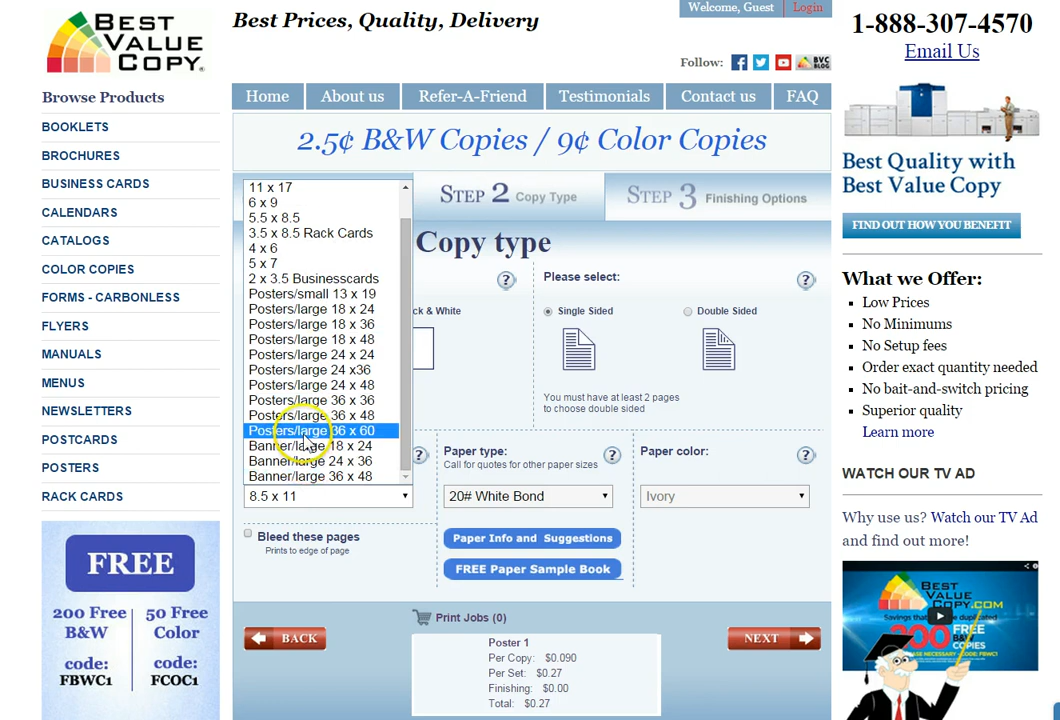 BEST
VALUE
COPY.
Best Prices, Quality, Delivery
Welcome, Guest
Login
1-888-307-4570
Email Us
Follow:
BVC
BLOG
Browse Products
BOOKLETS
BROCHURES
BUSINESS CARDS
CALENDARS
CATALOGS
COLOR COPIES
FORMS - CARBONLESS
FLYERS
MANUALS
MENUS
NEWSLETTERS
POSTCARDS
POSTERS
RACK CARDS
FREE
200 Free
B&W
code:
FBWC1
50 Free
Color
code:
FCOC1
Home
About us
Refer-A-Friend
Testimonials
Contact us
FAQ
2.5¢ B&W Copies / 9¢ Color Copies
STEP 2 Copy Type
STEP 3 Finishing Options
Copy type
11 x 17
6 x 9
5.5 x 8.5
3.5 x 8.5 Rack Cards
4 x 6
5 x 7
2 x 3.5 Businesscards
Posters/small 13 x 19
Posters/large 18 x 24
Posters/large 18 x 36
Posters/large 18 x 48
Posters/large 24 x 24
Posters/large 24 x36
Posters/large 24 x 48
Posters/large 36 x 36
Posters/large 36 x 48
Posters/large 36 x 60
Banner/large 18 x 24
Banner/large 24 x 36
Banner/large 36 x 48
8.5 x 11
ck & White
?
Please select:
?
Single Sided
Double Sided
You must have at least 2 pages
to choose double sided
?
Paper type:
?
Call for quotes for other paper sizes
20# White Bond
Paper color:
?
Ivory
Bleed these pages
Prints to edge of page
Paper Info and Suggestions
FREE Paper Sample Book
BACK
Print Jobs (0)
NEXT
Poster 1
Per Copy: $0.090
Per Set: $0.27
Finishing: $0.00
Total: $0.27
Best Quality with
Best Value Copy
FIND OUT HOW YOU BENEFIT
What we Offer:
Low Prices
No Minimums
No Setup fees
Order exact quantity needed
No bait-and-switch pricing
Superior quality
Learn more
WATCH OUR TV AD
Why use us? Watch our TV Ad
and find out more!
BEST
VALUE
COPY.COM
200 FREE